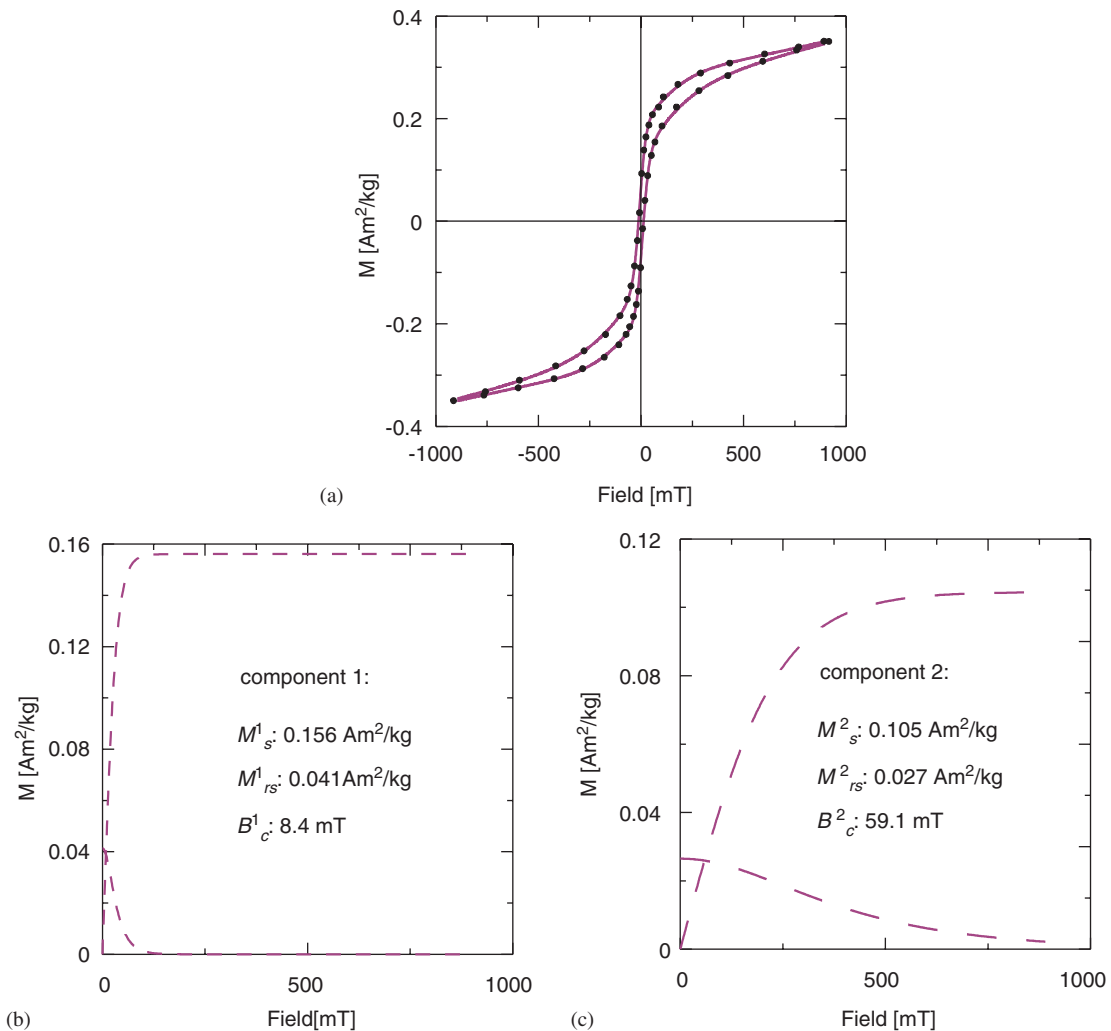 0.4
0.2
0
-0.2
-0.4
M [Am²/kg]
-1000 -500 0 500 1000
Field [mT]
(a)
0.16
0.12
0.08
0.04
0
M [Am²/kg]
component 1:
M¹s: 0.156 Am²/kg
M¹rs: 0.041Am²/kg
B¹c: 8.4 mT
0 500 1000
Field[mT]
(b)
0.12
0.08
0.04
0
M [Am²/kg]
component 2:
M²s: 0.105 Am²/kg
M²rs: 0.027 Am²/kg
B²c: 59.1 mT
0 500 1000
Field [mT]
(c)